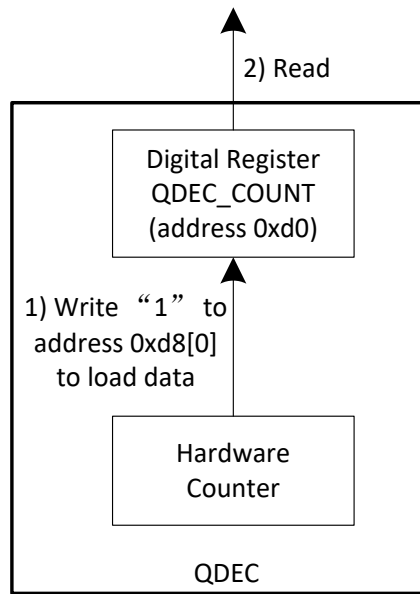 2) Read
Digital Register
QDEC_COUNT
(address 0xd0)
1) Write “1” to
address 0xd8[0]
to load data
Hardware
Counter
QDEC